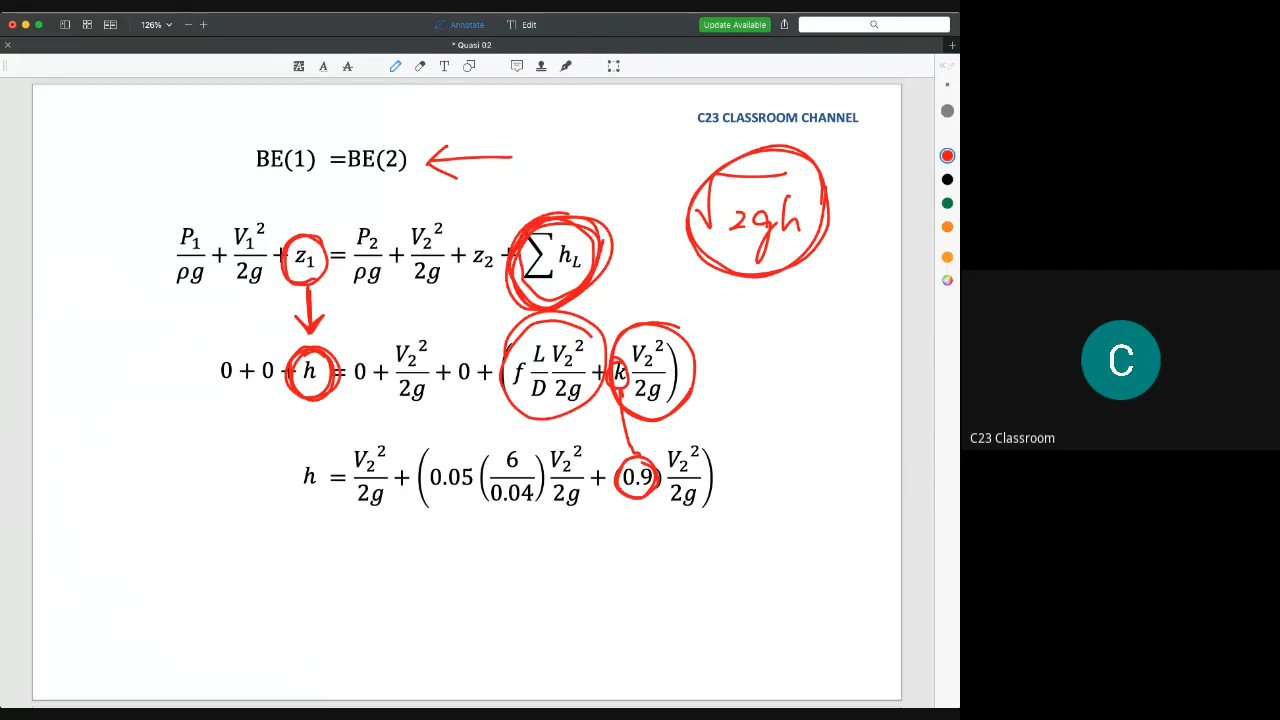 126%
Annotate
Edit
Update Available
* Quasi 02
C23 CLASSROOM CHANNEL
BE(1) =BE(2)
√2gh
P₁/ρg + V₁²/2g + z₁ = P₂/ρg + V₂²/2g + z₂ + ∑ h_L
0 + 0 + h = 0 + V₂²/2g + 0 + (f L/D V₂²/2g + k V₂²/2g)
h = V₂²/2g + (0.05 (6/0.04) V₂²/2g + (0.9) V₂²/2g)
C
C23 Classroom